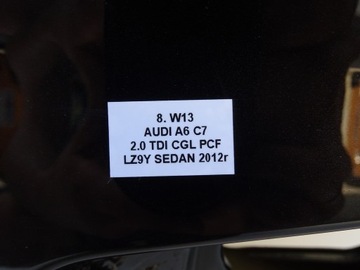 8. W13
AUDI A6 C7
2.0 TDI CGL PCF
LZ9Y SEDAN 2012r